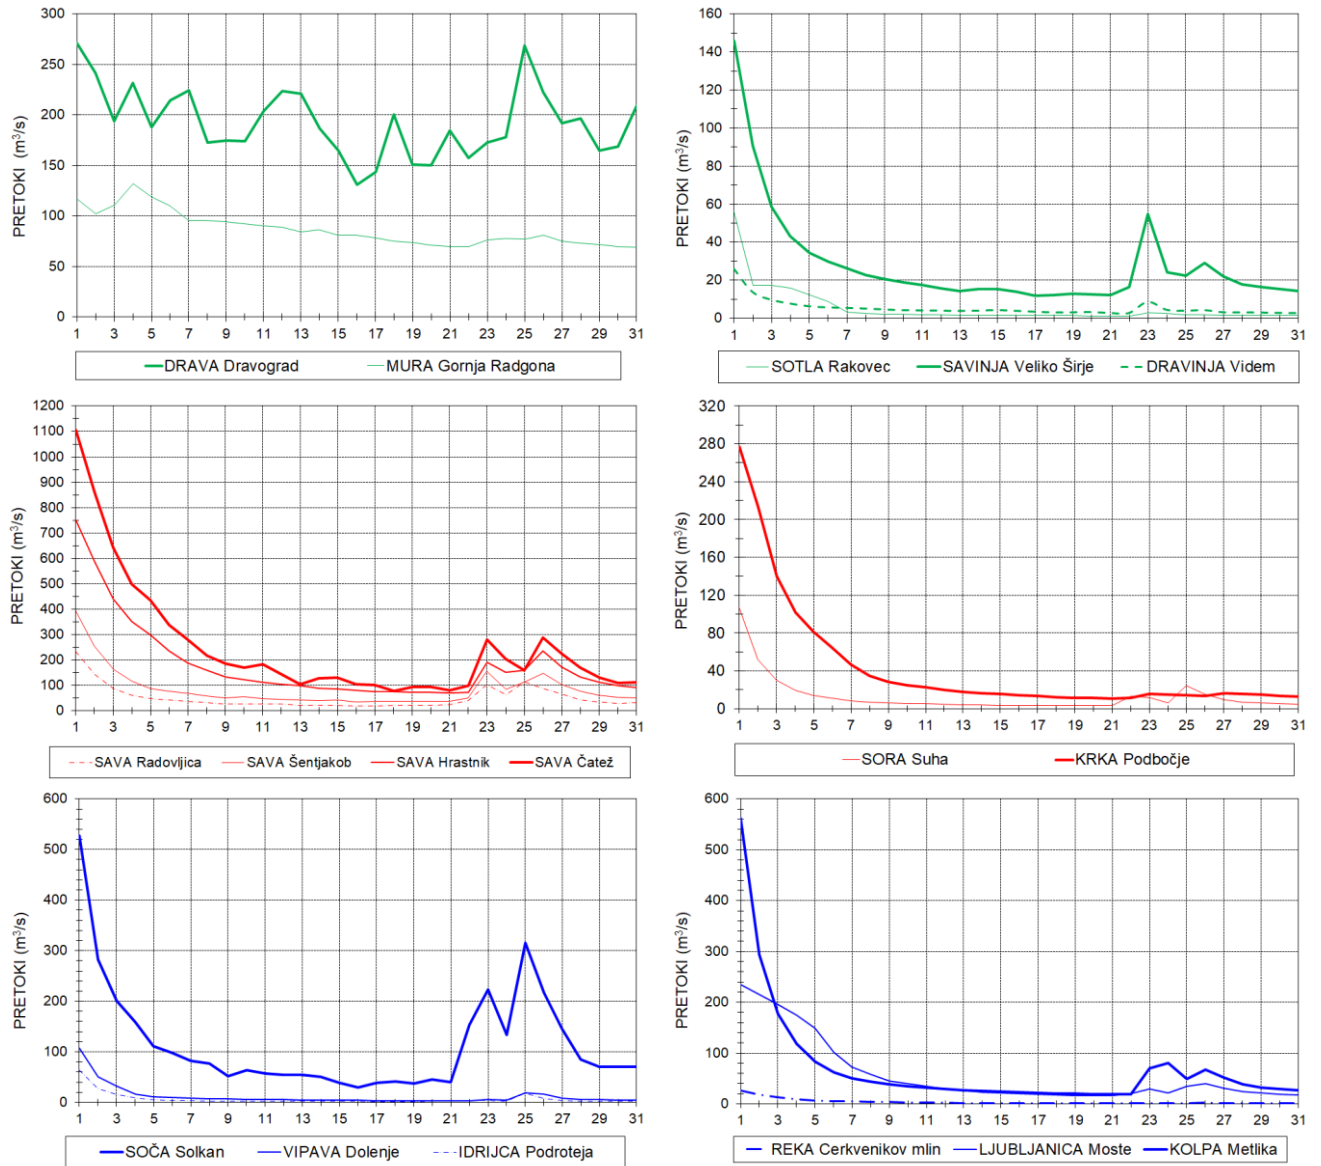 300
250
200
150
100
50
0
PRETOKI (m³/s)
1 3 5 7 9 11 13 15 17 19 21 23 25 27 29 31
DRAVA Dravograd MURA Gornja Radgona
160
140
120
100
80
60
40
20
0
PRETOKI (m³/s)
1 3 5 7 9 11 13 15 17 19 21 23 25 27 29 31
SOTLA Rakovec SAVINJA Veliko Širje DRAVINJA Videm
1200
1100
1000
900
800
700
600
500
400
300
200
100
0
PRETOKI (m³/s)
1 3 5 7 9 11 13 15 17 19 21 23 25 27 29 31
SAVA Radovljica SAVA Šentjakob SAVA Hrastnik SAVA Čatež
320
280
240
200
160
120
80
40
0
PRETOKI (m³/s)
1 3 5 7 9 11 13 15 17 19 21 23 25 27 29 31
SORA Suha KRKA Podbočje
600
500
400
300
200
100
0
PRETOKI (m³/s)
1 3 5 7 9 11 13 15 17 19 21 23 25 27 29 31
SOČA Solkan VIPAVA Dolenje IDRIJCA Podroteja
600
500
400
300
200
100
0
PRETOKI (m³/s)
1 3 5 7 9 11 13 15 17 19 21 23 25 27 29 31
REKA Cerkvenikov mlin LJUBLJANICA Moste KOLPA Metlika